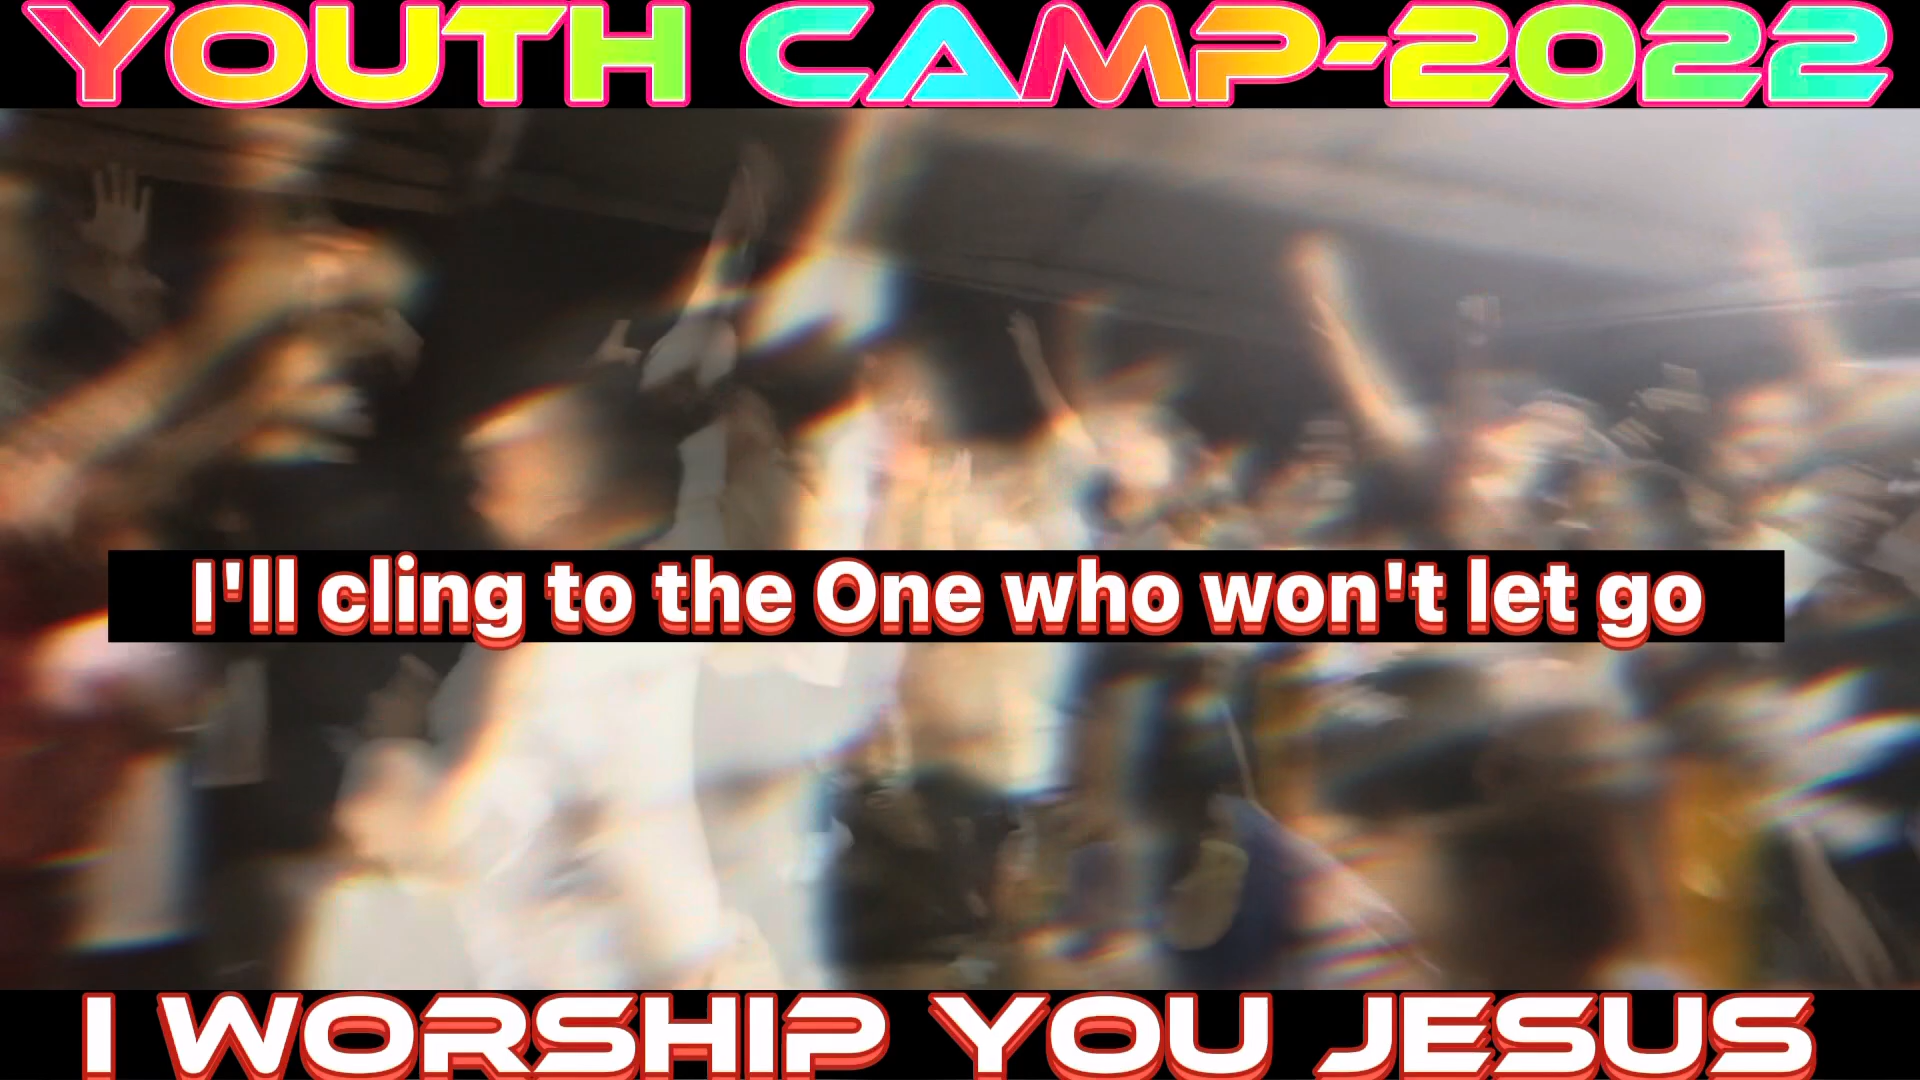 YOUTH CAMP-2022
I'll cling to the One who won't let go
I WORSHIP YOU JESUS